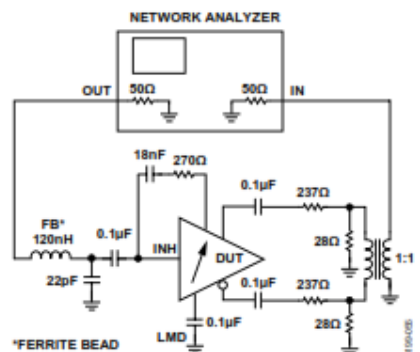 NETWORK ANALYZER
OUT
50Ω
50Ω
IN
18nF
270Ω
0.1µF
237Ω
FB*
120nH
0.1µF
INH
DUT
28Ω
1:1
22pF
0.1µF
237Ω
0.1µF
28Ω
LMD
*FERRITE BEAD